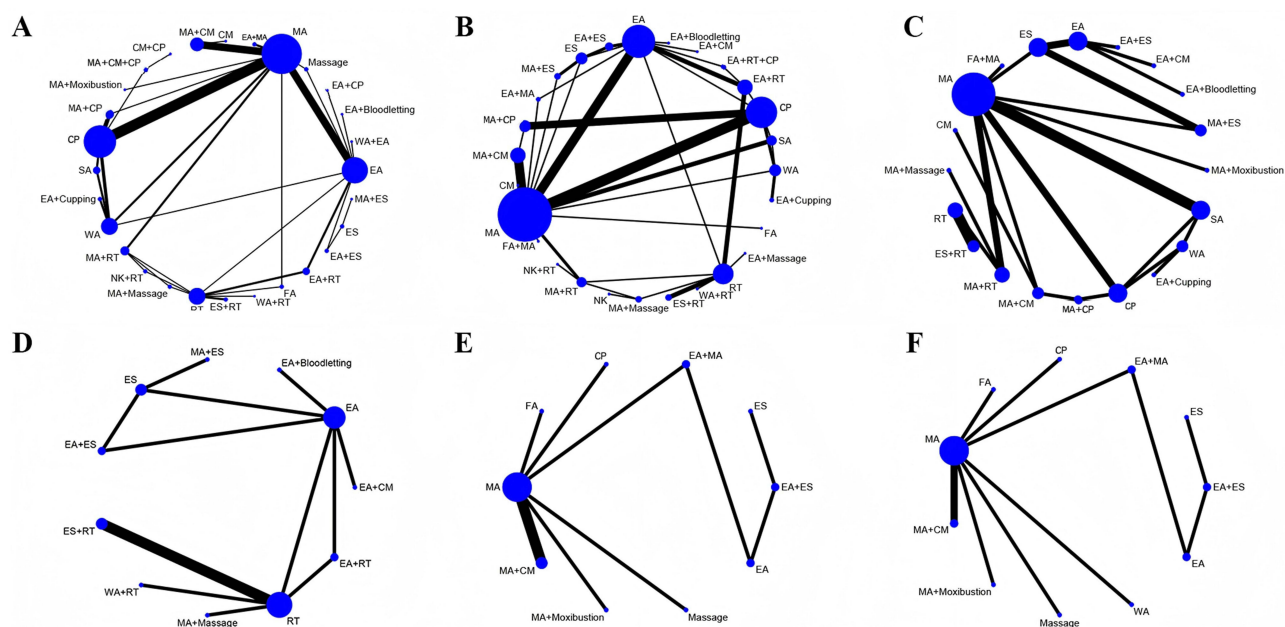 A
MA
MA+CM
CM
EA+MA
CM+CP
Massage
MA+CM+CP
MA+Moxibustion
EA+CP
MA+CP
EA+Bloodletting
CP
WA+EA
SA
EA
EA+Cupping
MA+ES
WA
ES
MA+RT
EA+ES
NK+RT
EA+RT
MA+Massage
FA
RT
ES+RT
WA+RT
B
EA
EA+ES
EA+Bloodletting
ES
EA+CM
MA+ES
EA+RT+CP
EA+RT
EA+MA
CP
MA+CP
SA
MA+CM
WA
CM
EA+Cupping
MA
FA+MA
FA
NK+RT
EA+Massage
MA+RT
RT
NK
WA+RT
MA+Massage
ES+RT
C
EA
ES
EA+ES
FA+MA
EA+CM
MA
EA+Bloodletting
CM
MA+ES
MA+Massage
MA+Moxibustion
RT
SA
ES+RT
WA
MA+RT
EA+Cupping
MA+CM
MA+CP
CP
D
MA+ES
EA+Bloodletting
ES
EA
EA+ES
EA+CM
ES+RT
EA+RT
WA+RT
MA+Massage
RT
E
CP
EA+MA
FA
ES
MA
EA+ES
MA+CM
EA
MA+Moxibustion
Massage
F
CP
EA+MA
FA
ES
MA
EA+ES
MA+CM
EA
MA+Moxibustion
Massage
WA